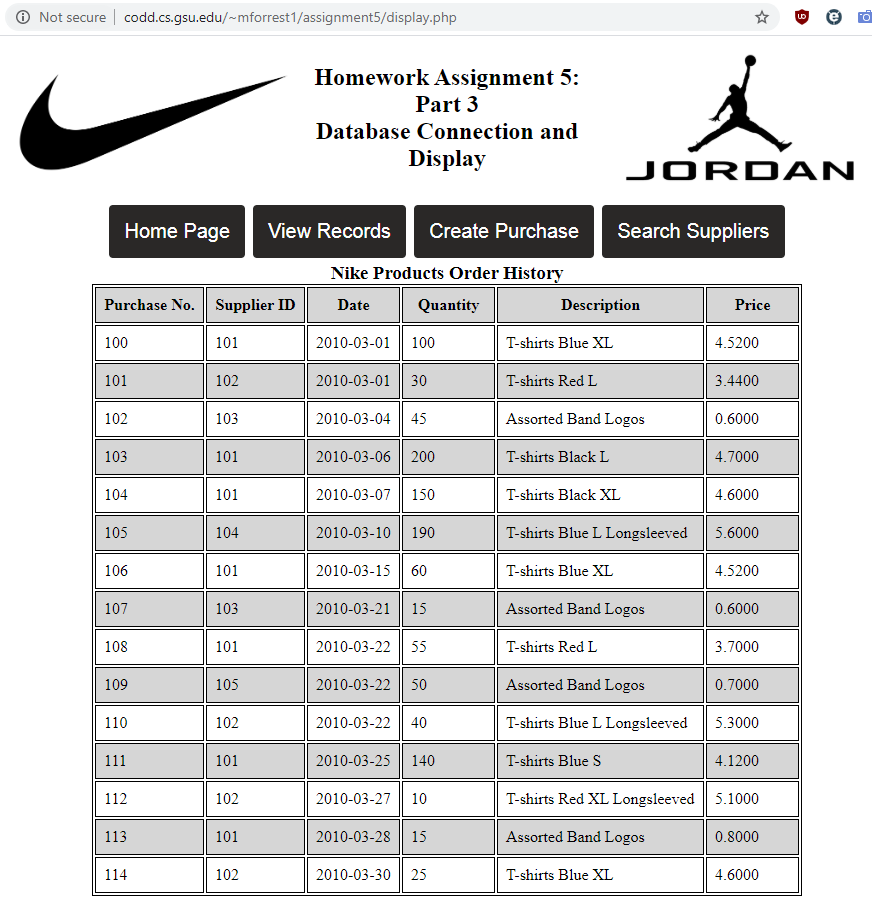 Not secure | codd.cs.gsu.edu/~mforrest1/assignment5/display.php
Homework Assignment 5:
Part 3
Database Connection and
Display
JORDAN
Home Page View Records Create Purchase Search Suppliers
Nike Products Order History
Purchase No. Supplier ID Date Quantity Description Price
100 101 2010-03-01 100 T-shirts Blue XL 4.5200
101 102 2010-03-01 30 T-shirts Red L 3.4400
102 103 2010-03-04 45 Assorted Band Logos 0.6000
103 101 2010-03-06 200 T-shirts Black L 4.7000
104 101 2010-03-07 150 T-shirts Black XL 4.6000
105 104 2010-03-10 190 T-shirts Blue L Longsleeved 5.6000
106 101 2010-03-15 60 T-shirts Blue XL 4.5200
107 103 2010-03-21 15 Assorted Band Logos 0.6000
108 101 2010-03-22 55 T-shirts Red L 3.7000
109 105 2010-03-22 50 Assorted Band Logos 0.7000
110 102 2010-03-22 40 T-shirts Blue L Longsleeved 5.3000
111 101 2010-03-25 140 T-shirts Blue S 4.1200
112 102 2010-03-27 10 T-shirts Red XL Longsleeved 5.1000
113 101 2010-03-28 15 Assorted Band Logos 0.8000
114 102 2010-03-30 25 T-shirts Blue XL 4.6000